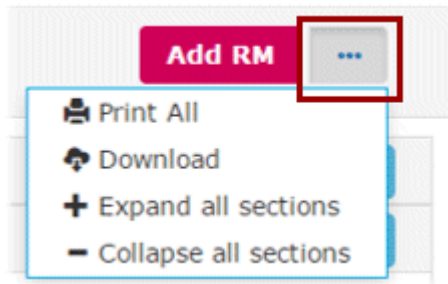 Add RM ...
Print All
Download
Expand all sections
Collapse all sections